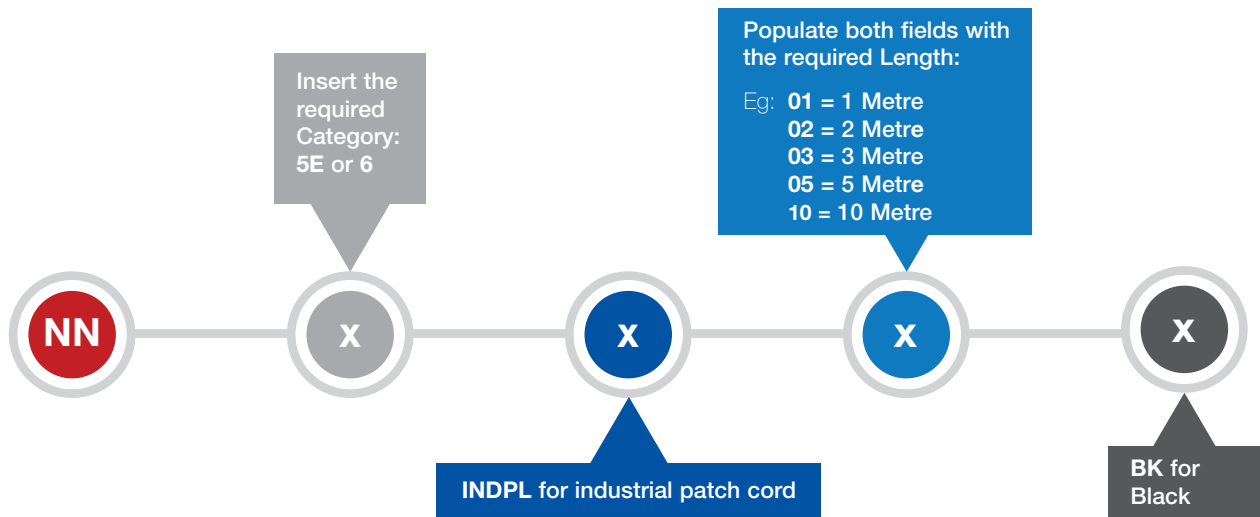 Insert the
required
Category:
5E or 6
Populate both fields with
the required Length:
Eg: 01 = 1 Metre
02 = 2 Metre
03 = 3 Metre
05 = 5 Metre
10 = 10 Metre
NN
x
x
x
x
INDPL for industrial patch cord
BK for
Black